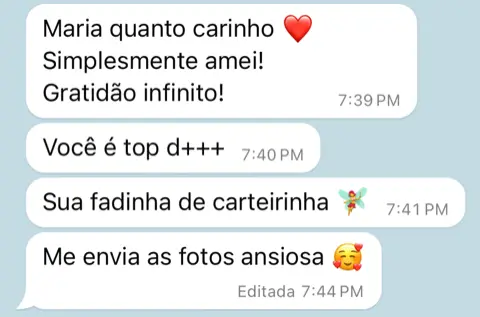 Maria quanto carinho ❤️
Simplesmente amei!
Gratidão infinito!
7:39 PM
Você é top d+++ 7:40 PM
Sua fadinha de carteirinha 🧚 7:41 PM
Me envia as fotos ansiosa 🥰
Editada 7:44 PM